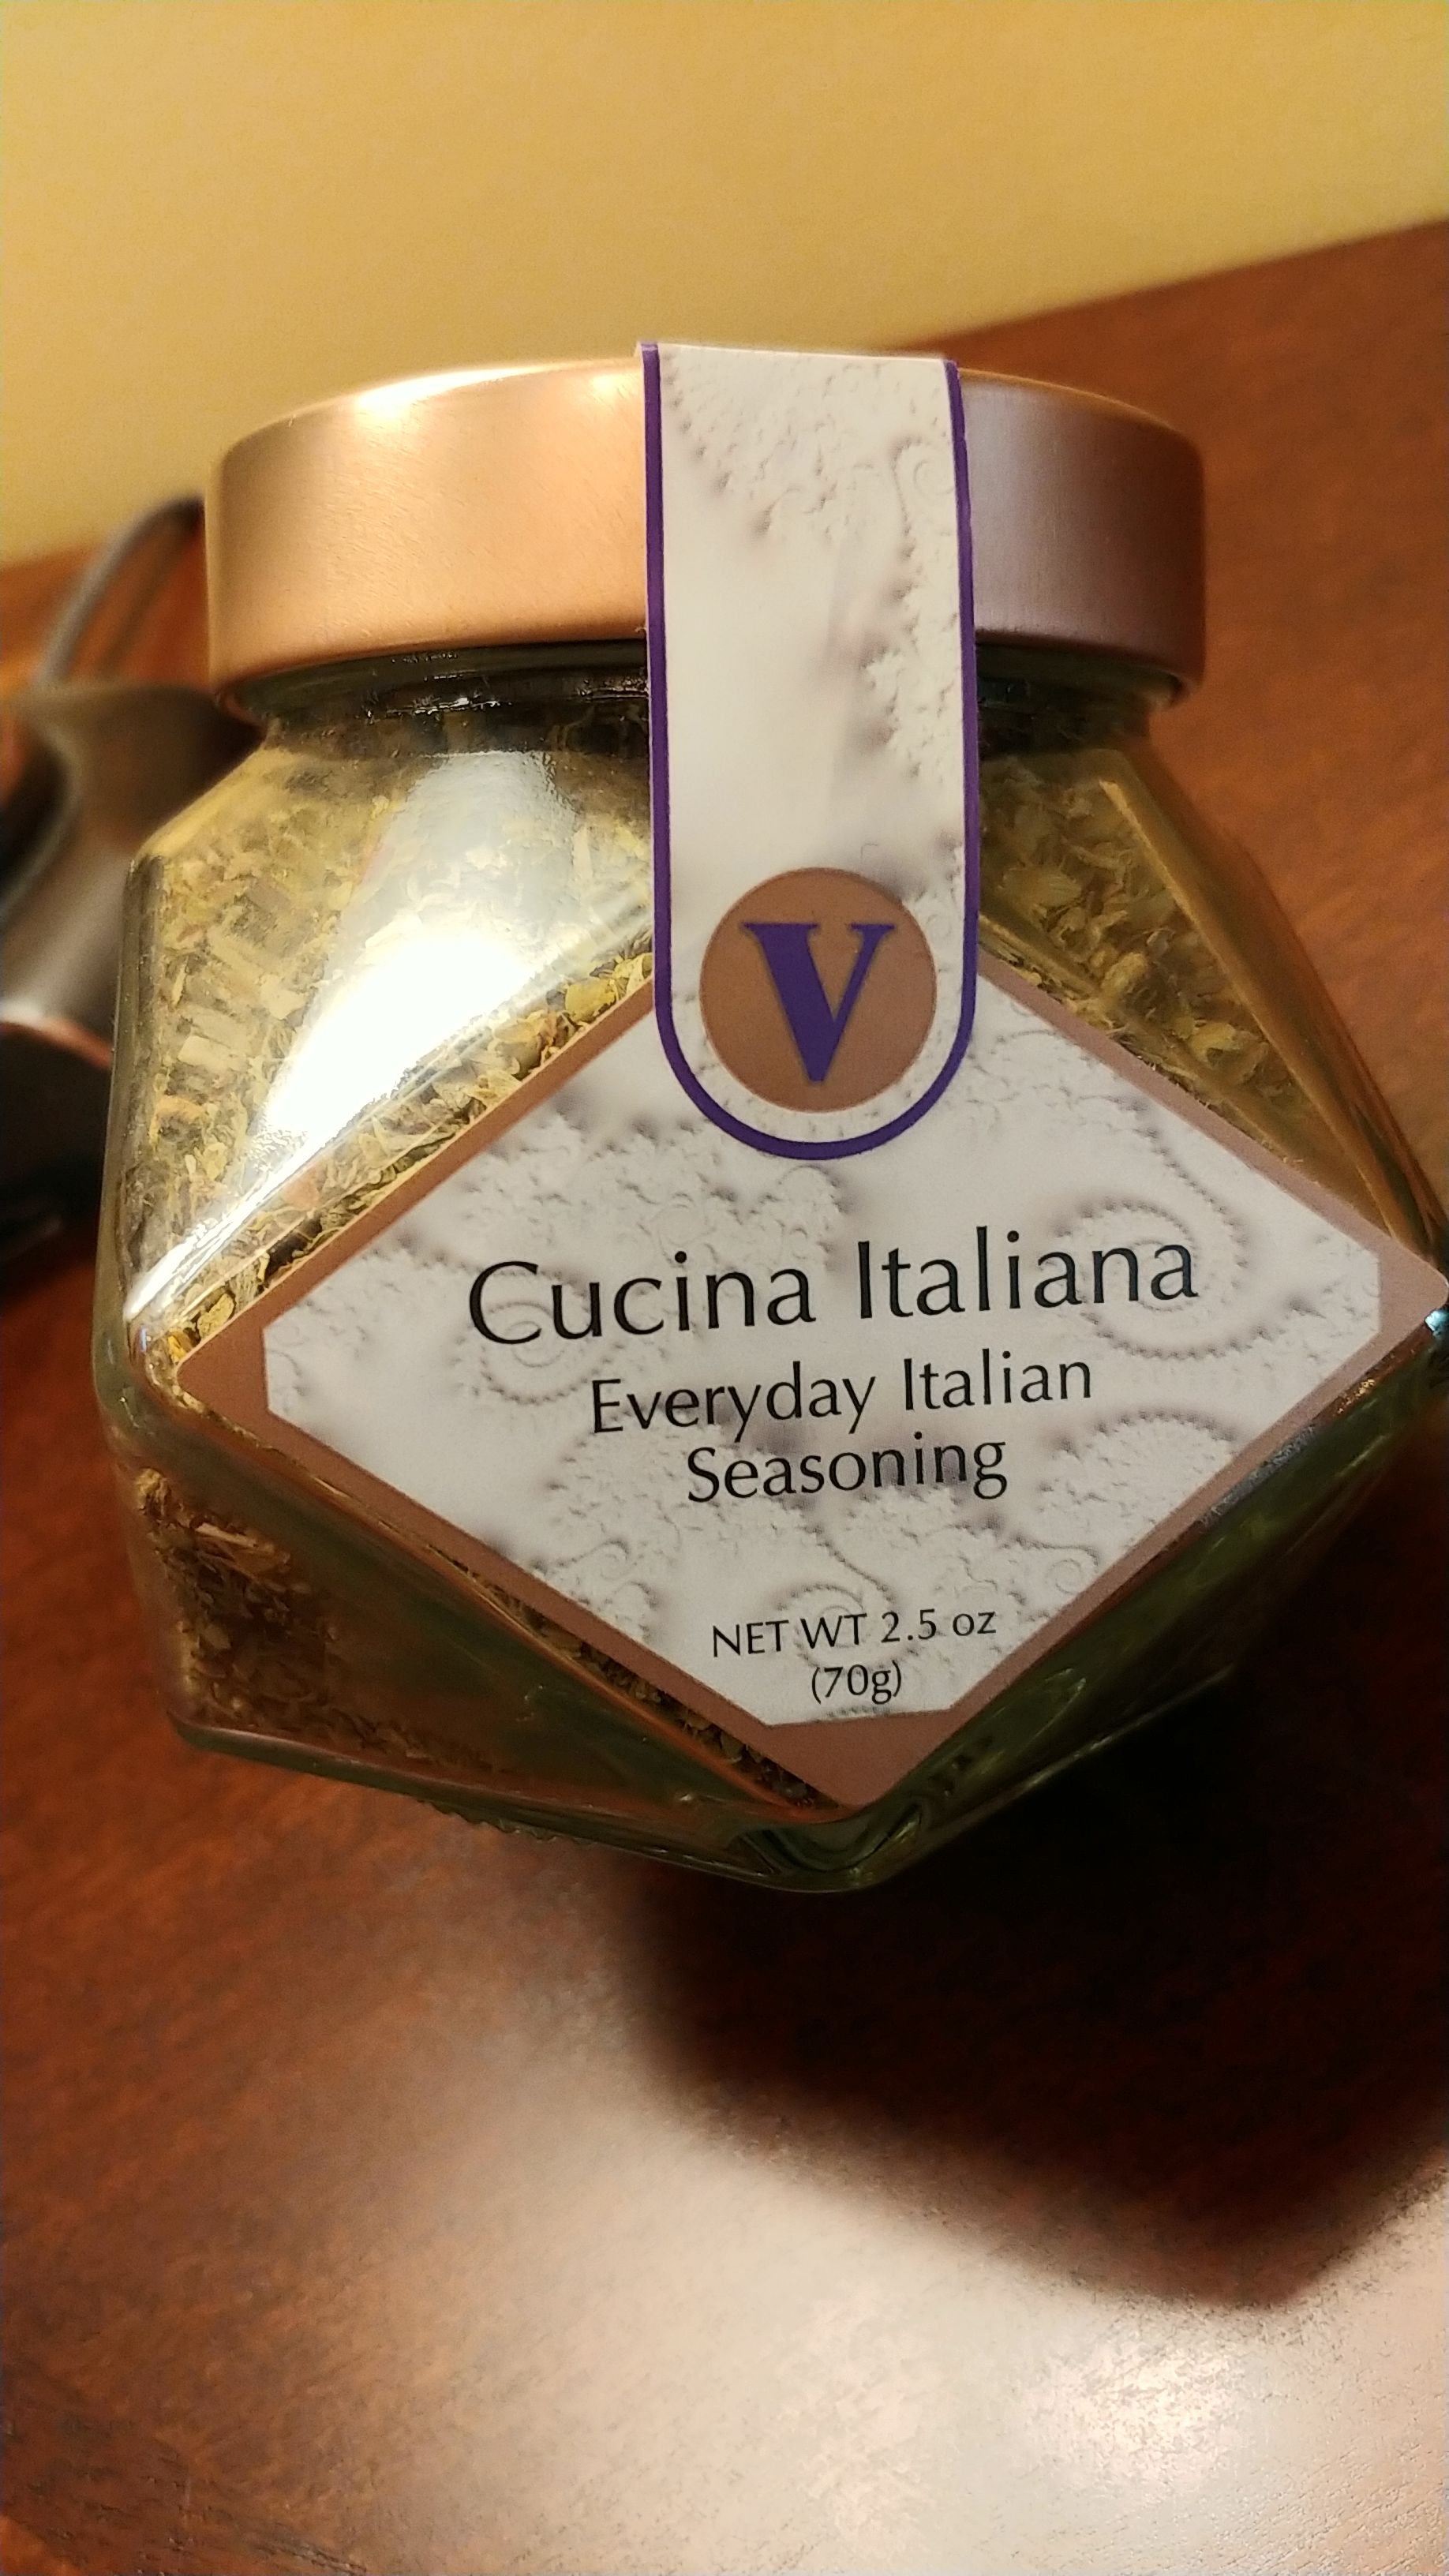 V
Cucina Italiana
Everyday Italian
Seasoning
NET WT 2.5 oz
(70g)